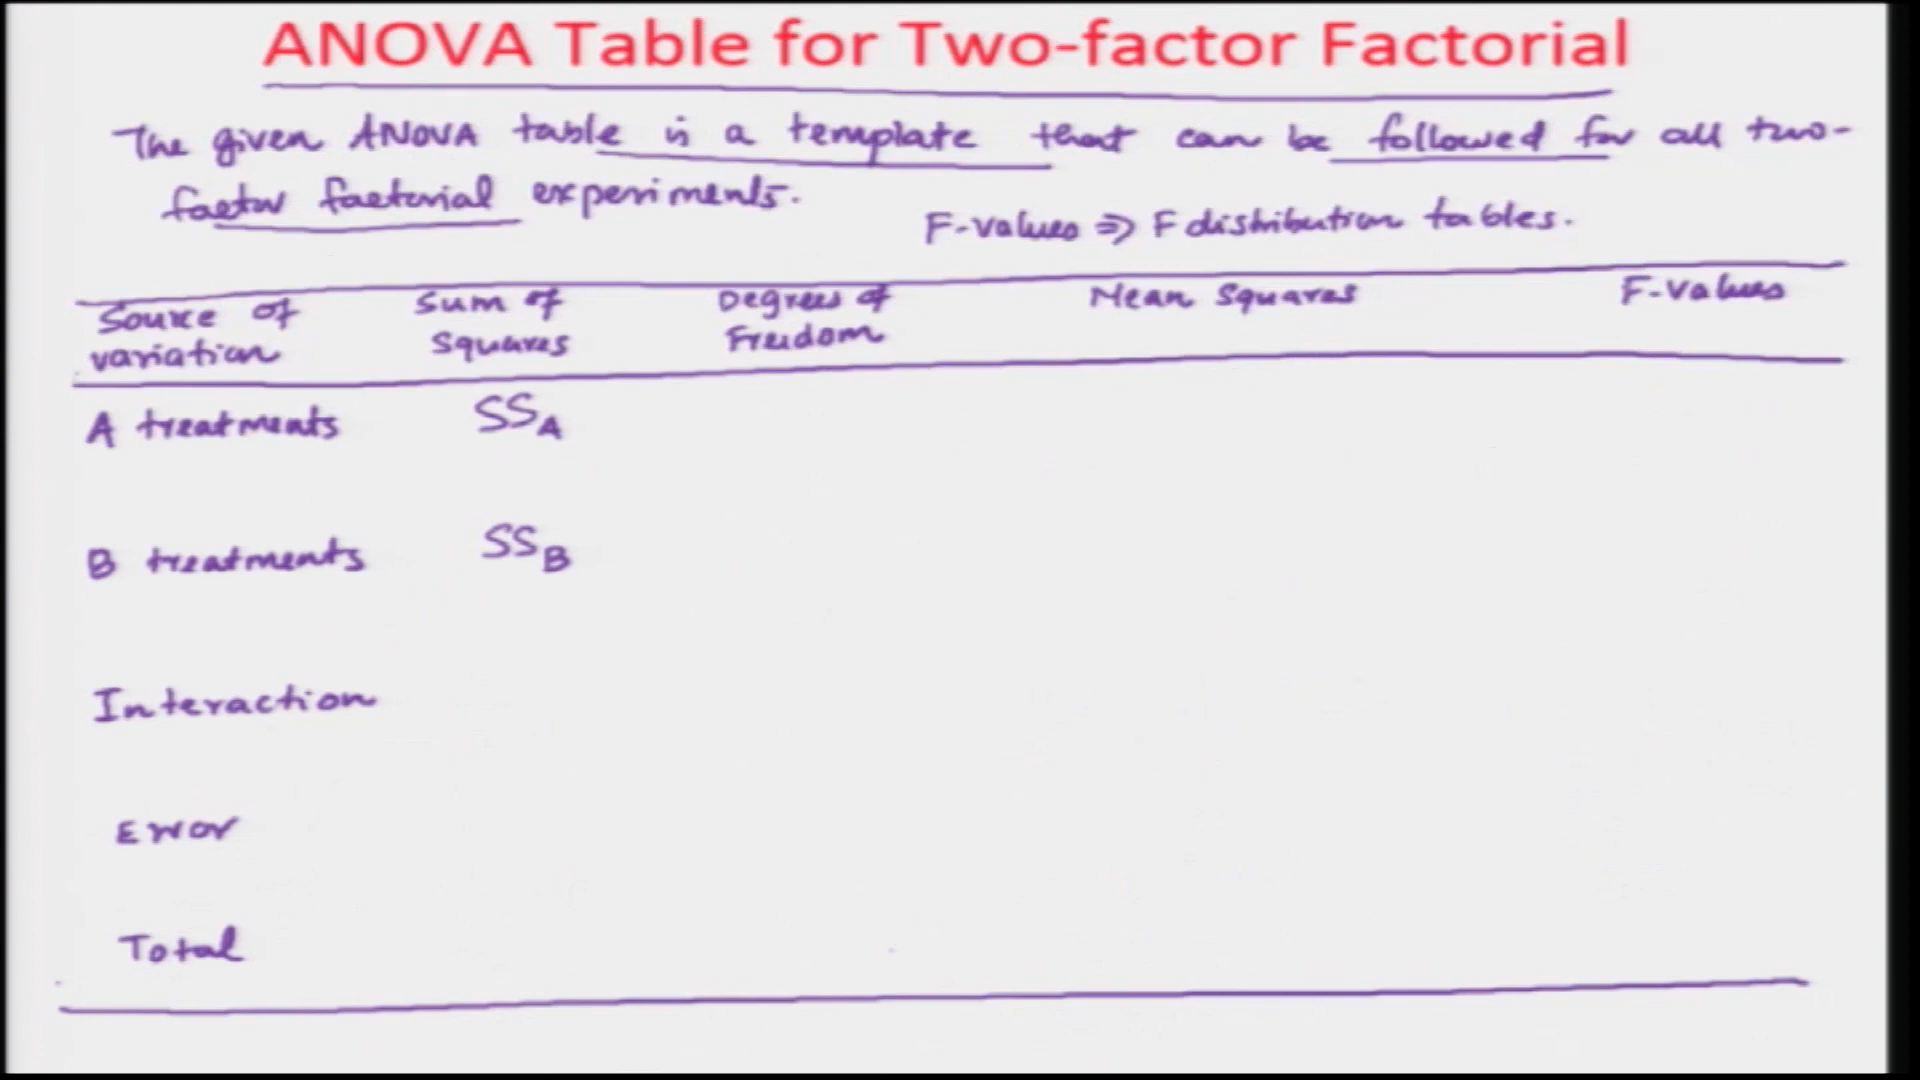 ANOVA Table for Two-factor Factorial
The given ANOVA table is a template that can be followed for all two-
factor factorial experiments.
F-values ⇒ F distribution tables.
Source of variation
Sum of Squares
Degrees of Freedom
Mean Squares
F-values
A treatments SSA
B treatments SSB
Interaction
Error
Total